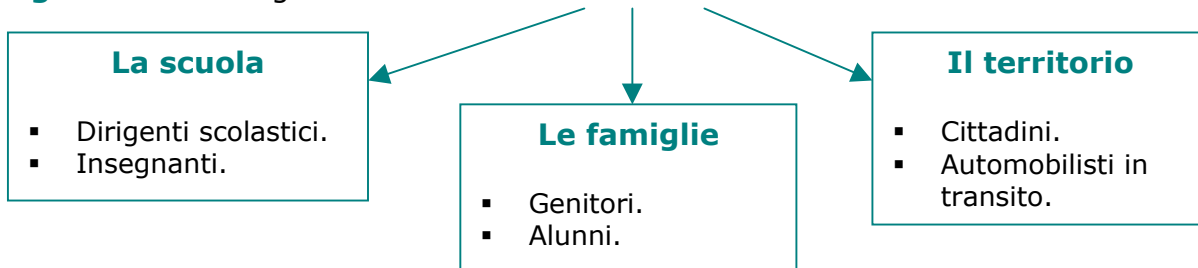 La scuola
▪ Dirigenti scolastici.
▪ Insegnanti.
Le famiglie
▪ Genitori.
▪ Alunni.
Il territorio
▪ Cittadini.
▪ Automobilisti in
transito.